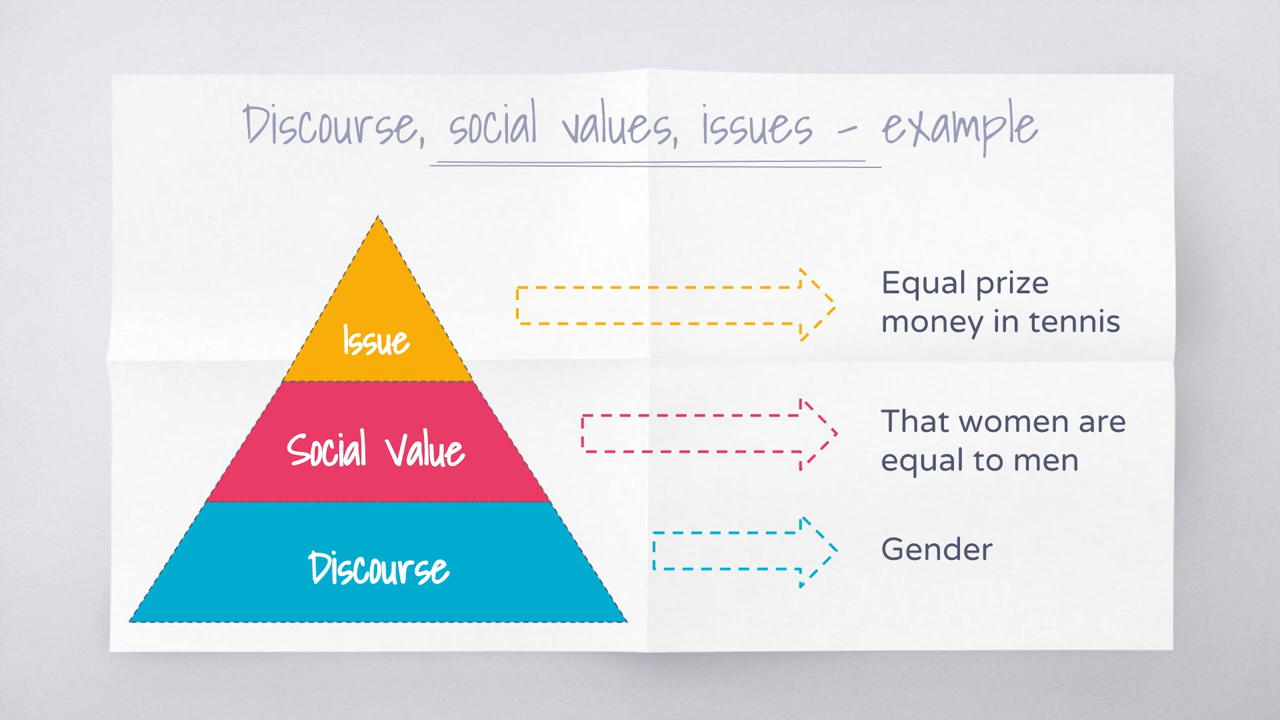 Discourse, social values, issues - example
Issue
Equal prize
money in tennis
Social Value
That women are
equal to men
Discourse
Gender